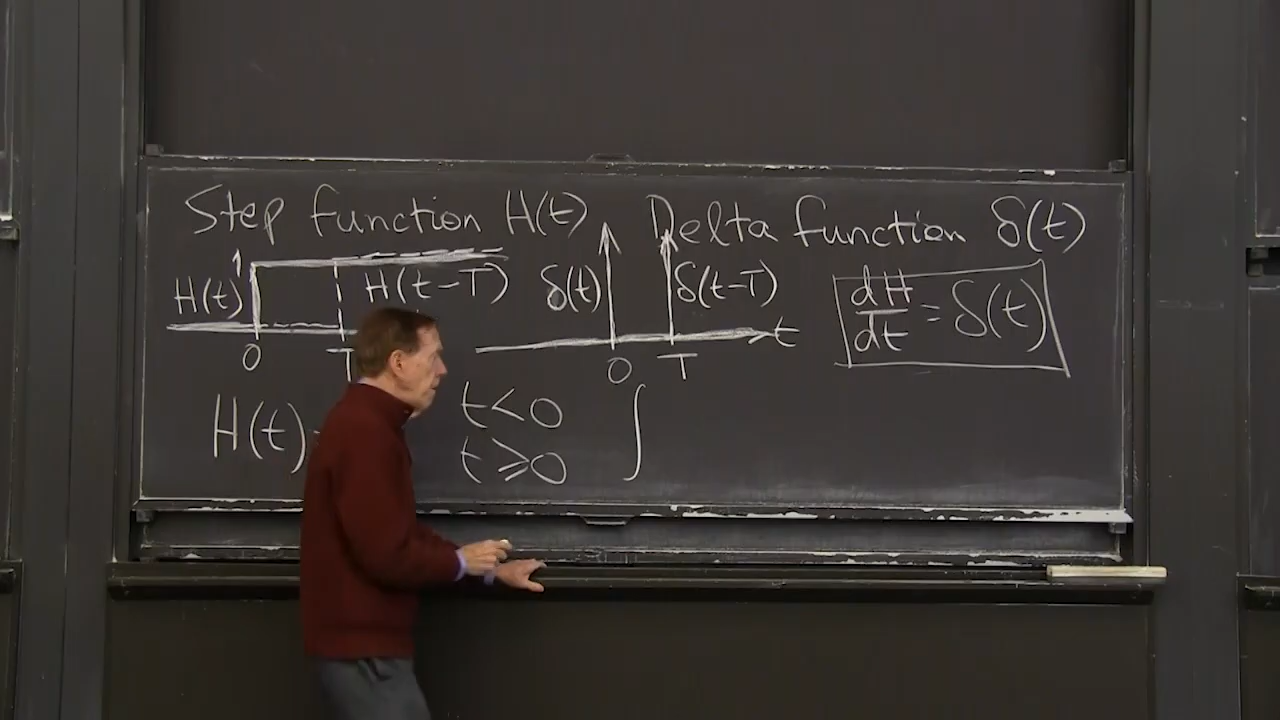 Step function H(t) Delta function δ(t)
1
H(t) H(t-T) δ(t) δ(t-T) dH/dt = δ(t)
t
0 T 0 T
H(t) = t<0
t≥0 ∫